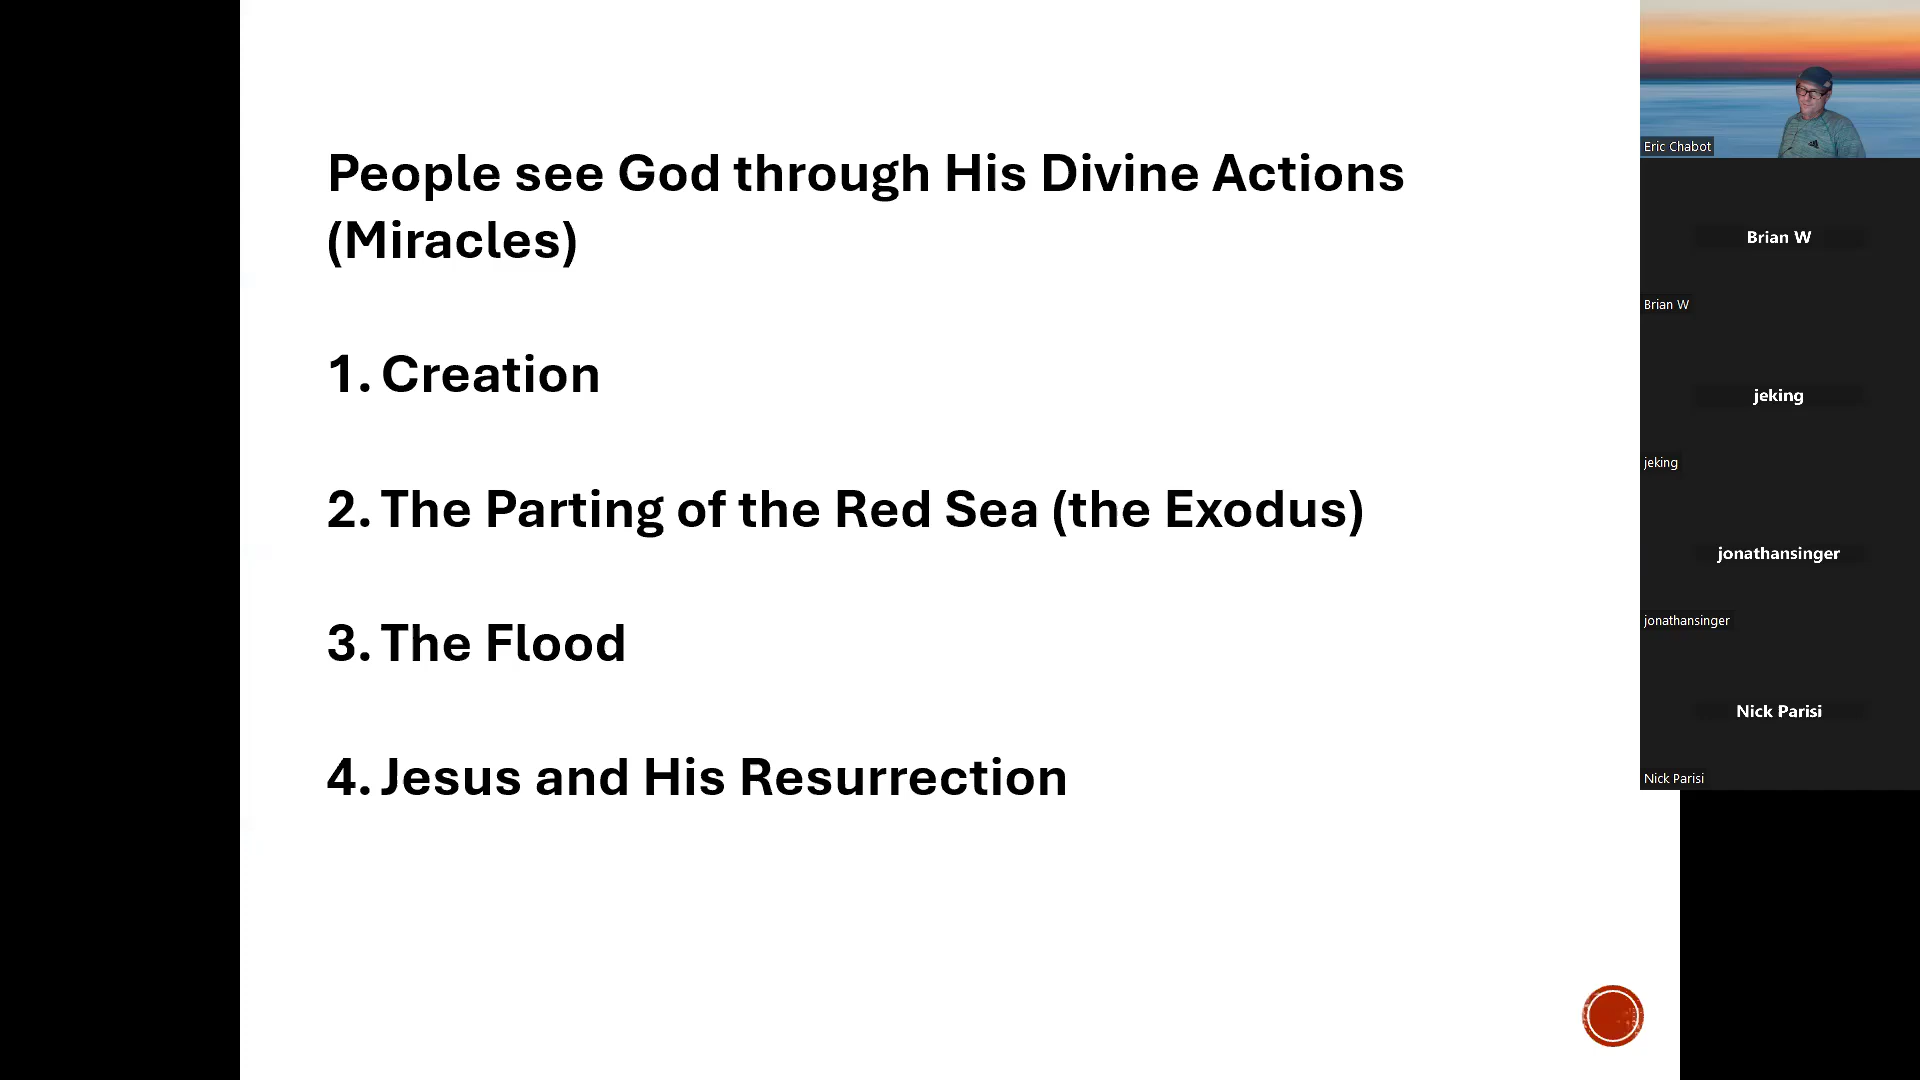 People see God through His Divine Actions
(Miracles)
1. Creation
2. The Parting of the Red Sea (the Exodus)
3. The Flood
4. Jesus and His Resurrection
Eric Chabot
Brian W
Brian W
jeking
jeking
jonathansinger
jonathansinger
Nick Parisi
Nick Parisi